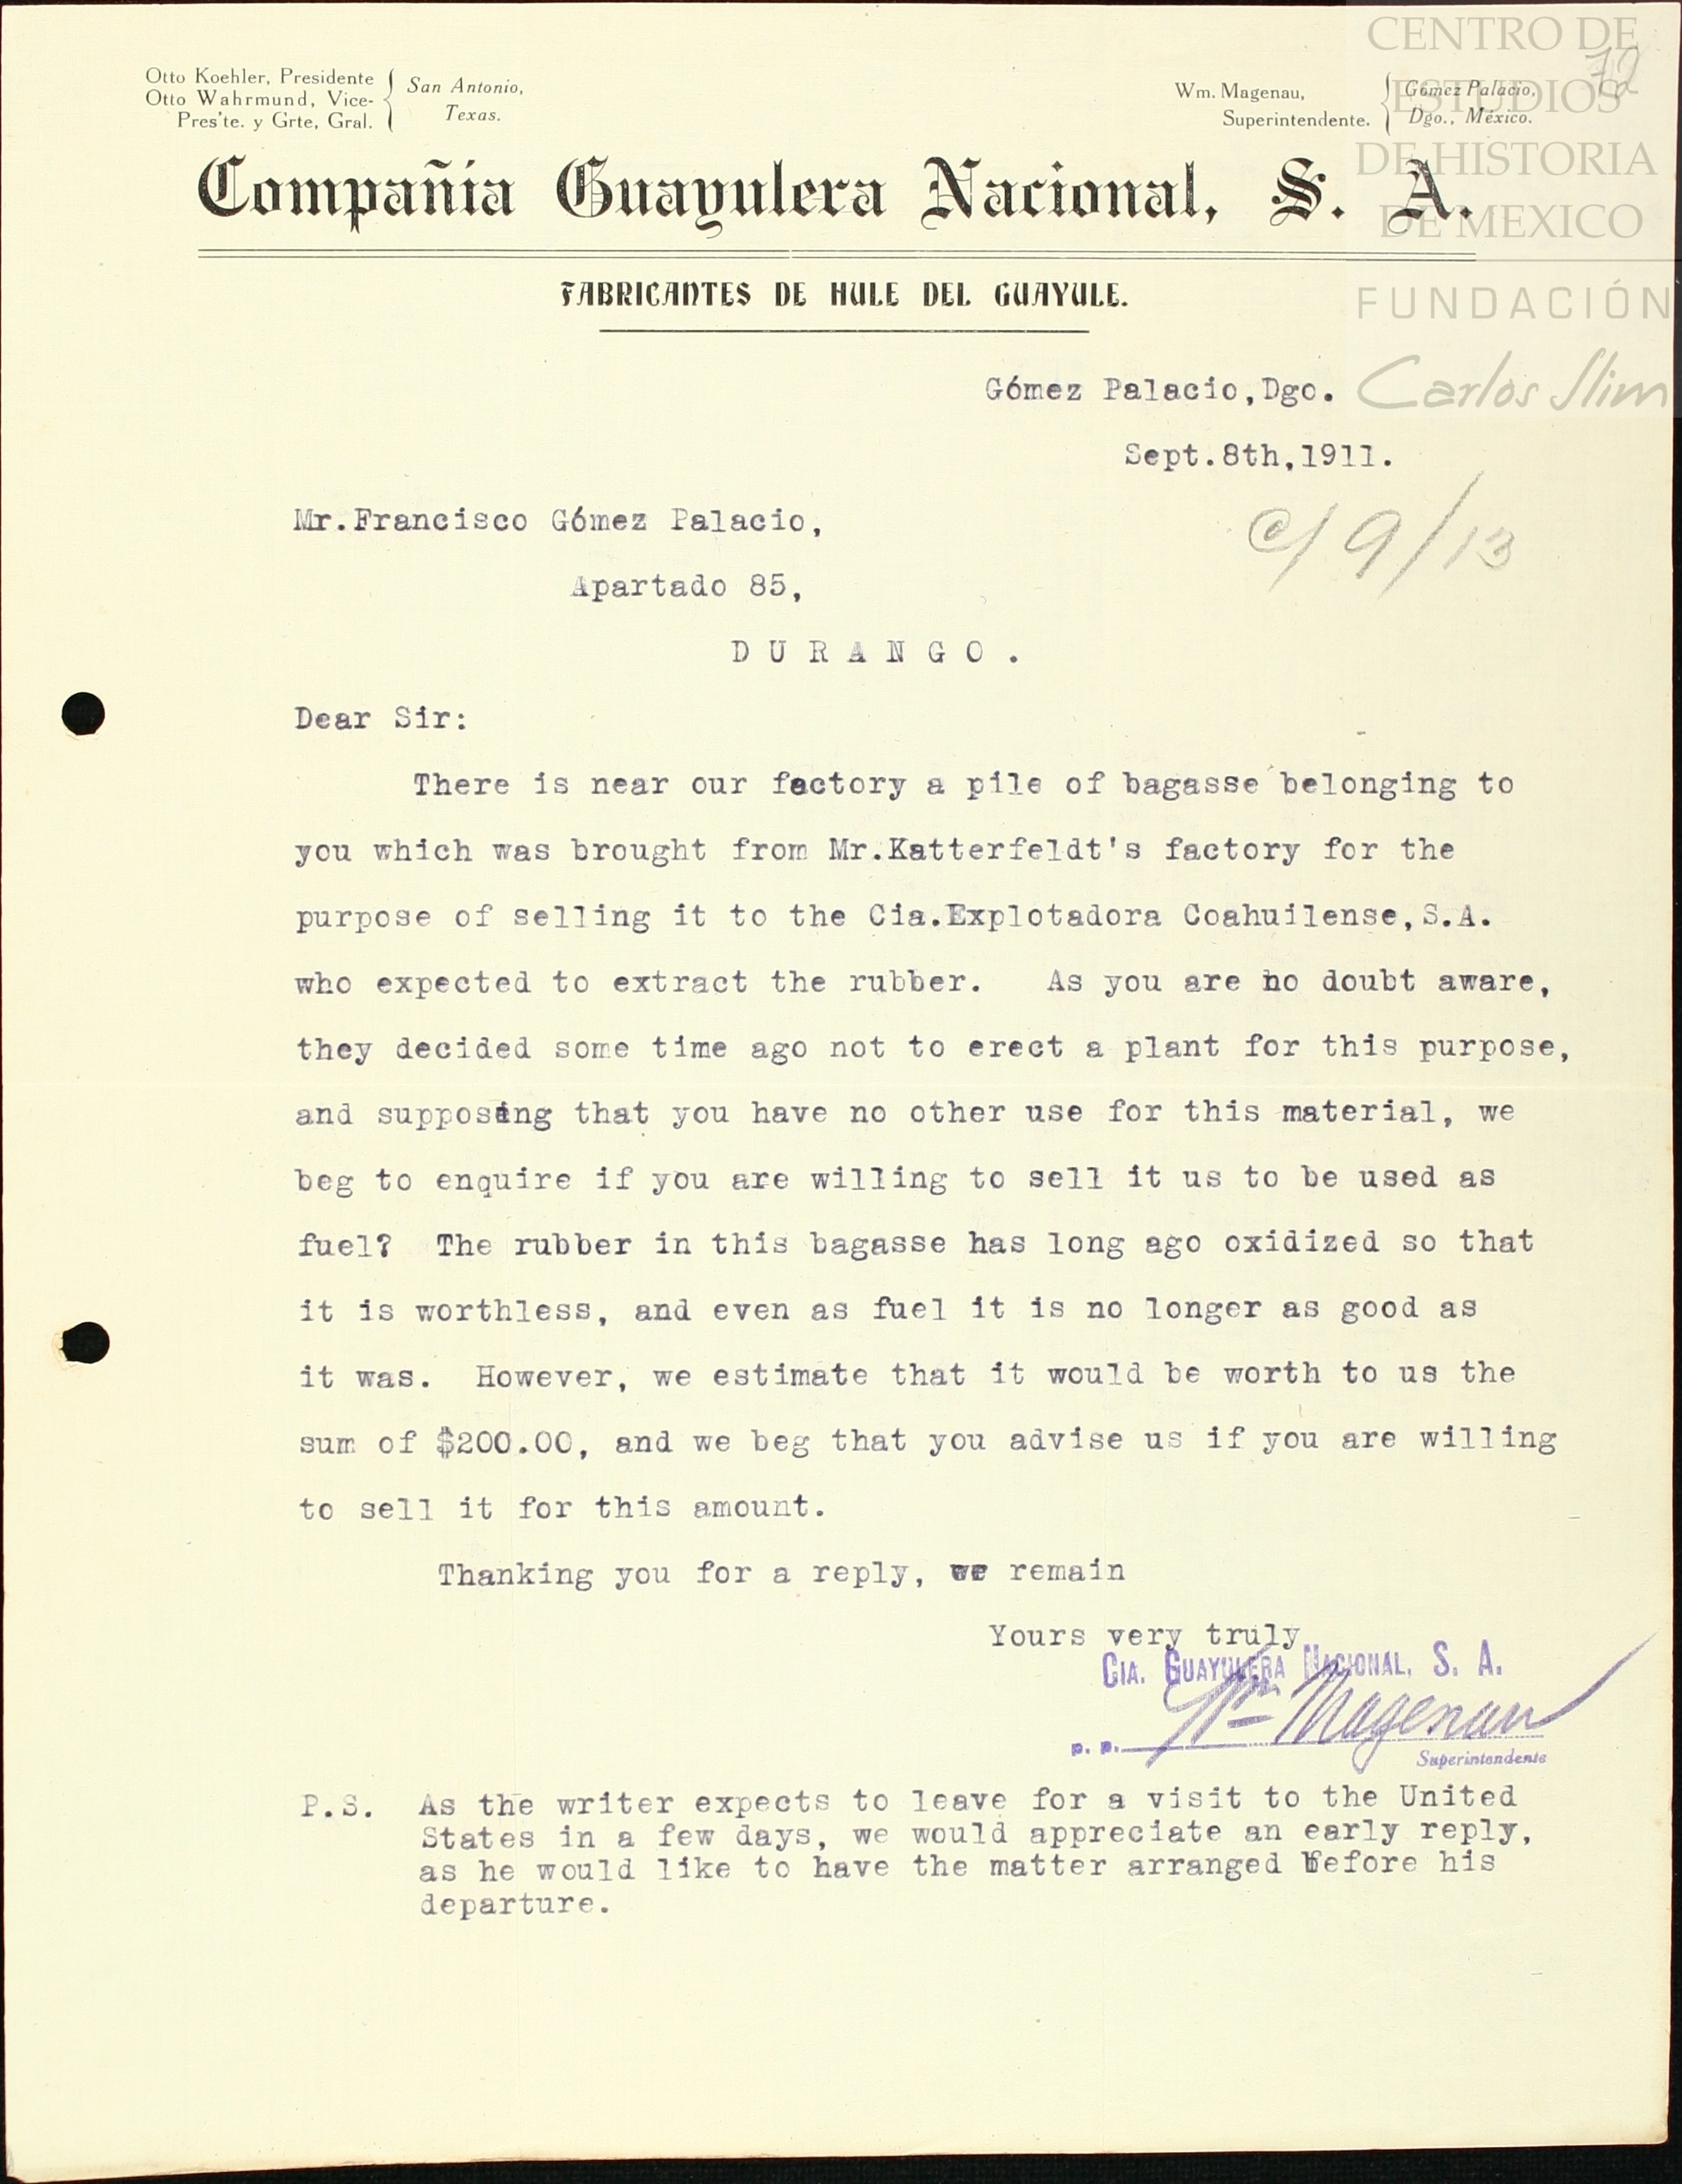 CENTRO DE
ESTUDIOS
DE HISTORIA
DE MEXICO
FUNDACIÓN
Carlos Slim
72
Otto Koehler, Presidente
Otto Wahrmund, Vice-
Pres'te. y Grte, Gral.
San Antonio,
Texas.
Wm. Magenau,
Superintendente.
Gómez Palacio,
Dgo., México.
Compañia Guayulera Nacional, S. A.
FABRICANTES DE HULE DEL GUAYULE.
Gómez Palacio,Dgo.
Sept.8th,1911.
c/ 9/13
Mr.Francisco Gómez Palacio,
Apartado 85,
D U R A N G O .
Dear Sir:
There is near our factory a pile of bagasse belonging to
you which was brought from Mr.Katterfeldt's factory for the
purpose of selling it to the Cia.Explotadora Coahuilense,S.A.
who expected to extract the rubber. As you are no doubt aware,
they decided some time ago not to erect a plant for this purpose,
and supposing that you have no other use for this material, we
beg to enquire if you are willing to sell it us to be used as
fuel? The rubber in this bagasse has long ago oxidized so that
it is worthless, and even as fuel it is no longer as good as
it was. However, we estimate that it would be worth to us the
sum of $200.00, and we beg that you advise us if you are willing
to sell it for this amount.
Thanking you for a reply, we remain
Yours very truly
CIA. GUAYULERA NACIONAL, S. A.
p. p. Wm Magenau
Superintendente
P.S. As the writer expects to leave for a visit to the United
States in a few days, we would appreciate an early reply,
as he would like to have the matter arranged before his
departure.